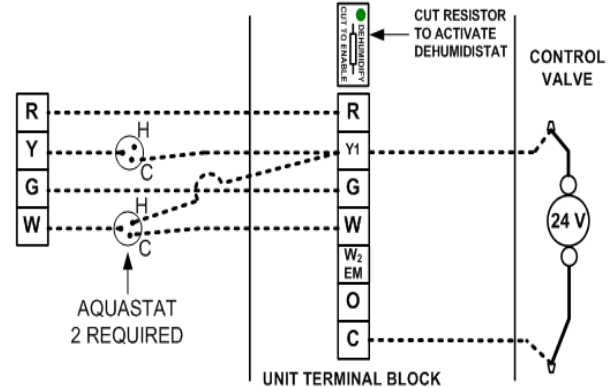 DEHUMIDIFY
CUT TO ENABLE
CUT RESISTOR
TO ACTIVATE
DEHUMIDISTAT
CONTROL
VALVE
R
Y
G
W
H
C
H
C
R
Y1
G
W
W2
EM
O
C
24 V
AQUASTAT
2 REQUIRED
UNIT TERMINAL BLOCK